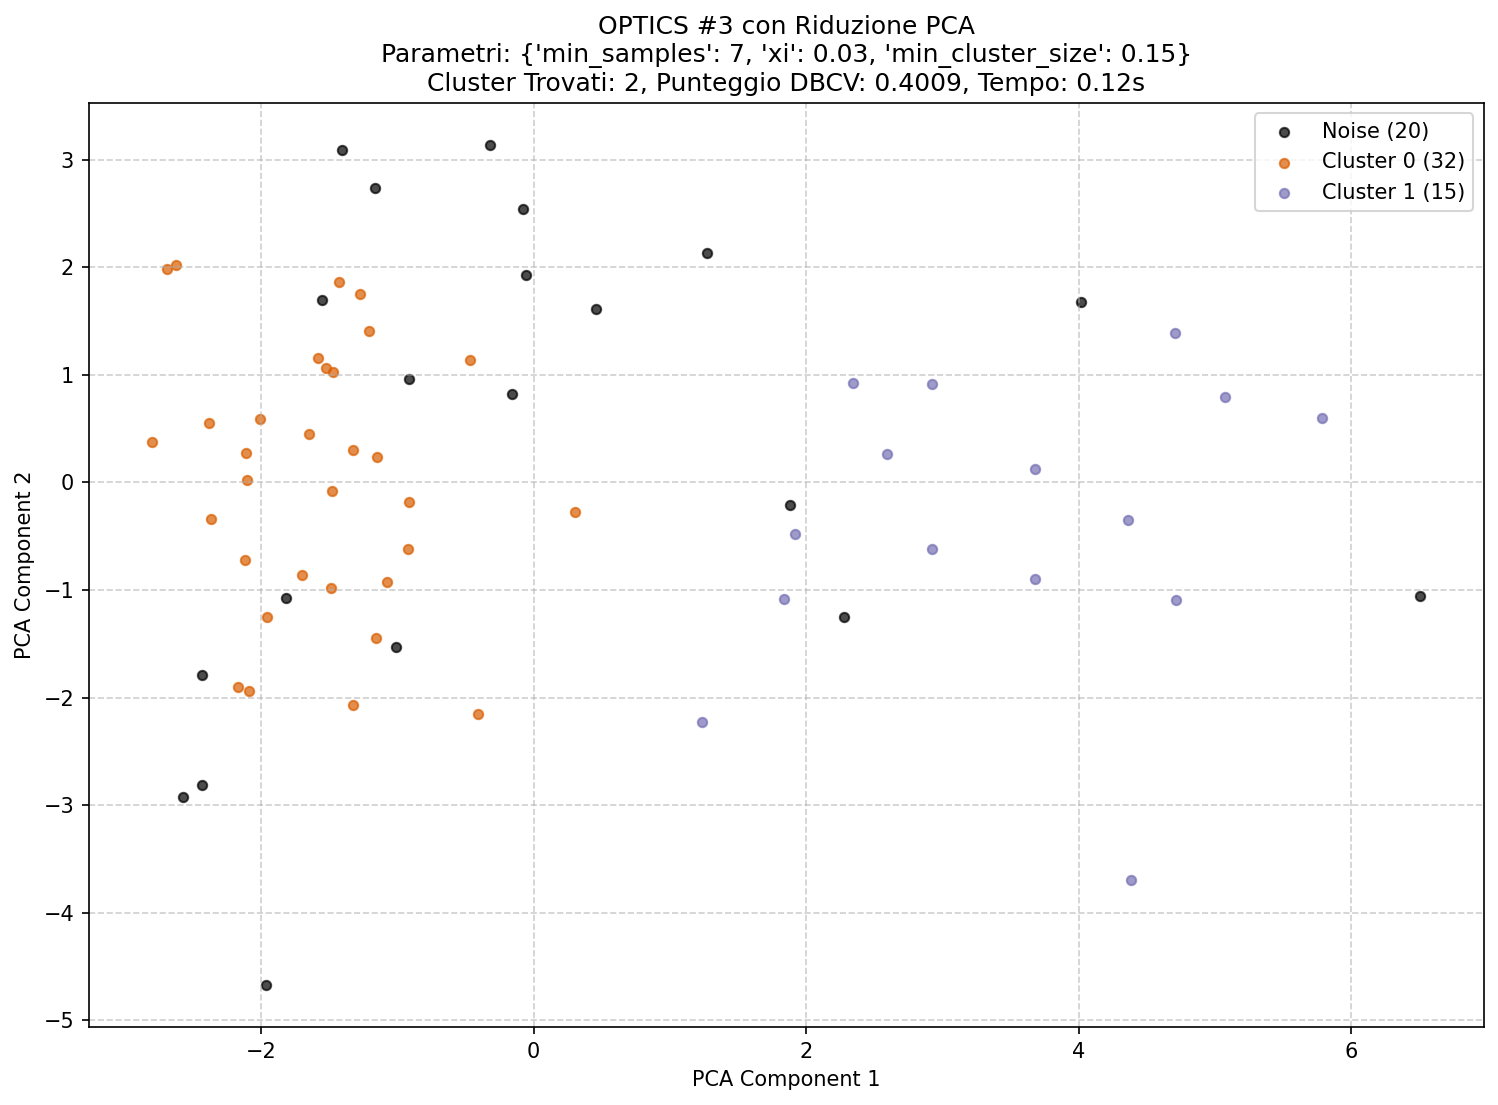 OPTICS #3 con Riduzione PCA
Parametri: {'min_samples': 7, 'xi': 0.03, 'min_cluster_size': 0.15}
Cluster Trovati: 2, Punteggio DBCV: 0.4009, Tempo: 0.12s
Noise (20)
Cluster 0 (32)
Cluster 1 (15)
PCA Component 2
3
2
1
0
−1
−2
−3
−4
−5
−2
0
2
4
6
PCA Component 1